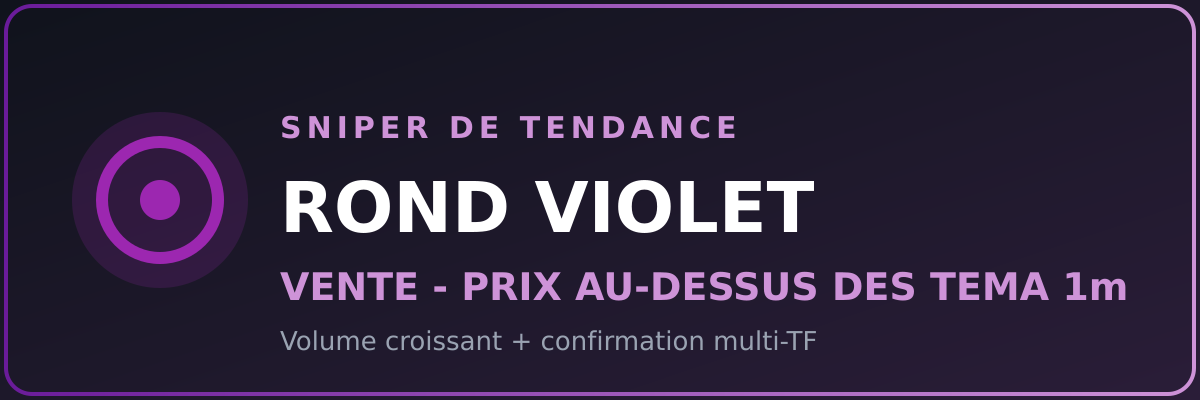 SNIPER DE TENDANCE
ROND VIOLET
VENTE - PRIX AU-DESSUS DES TEMA 1m
Volume croissant + confirmation multi-TF